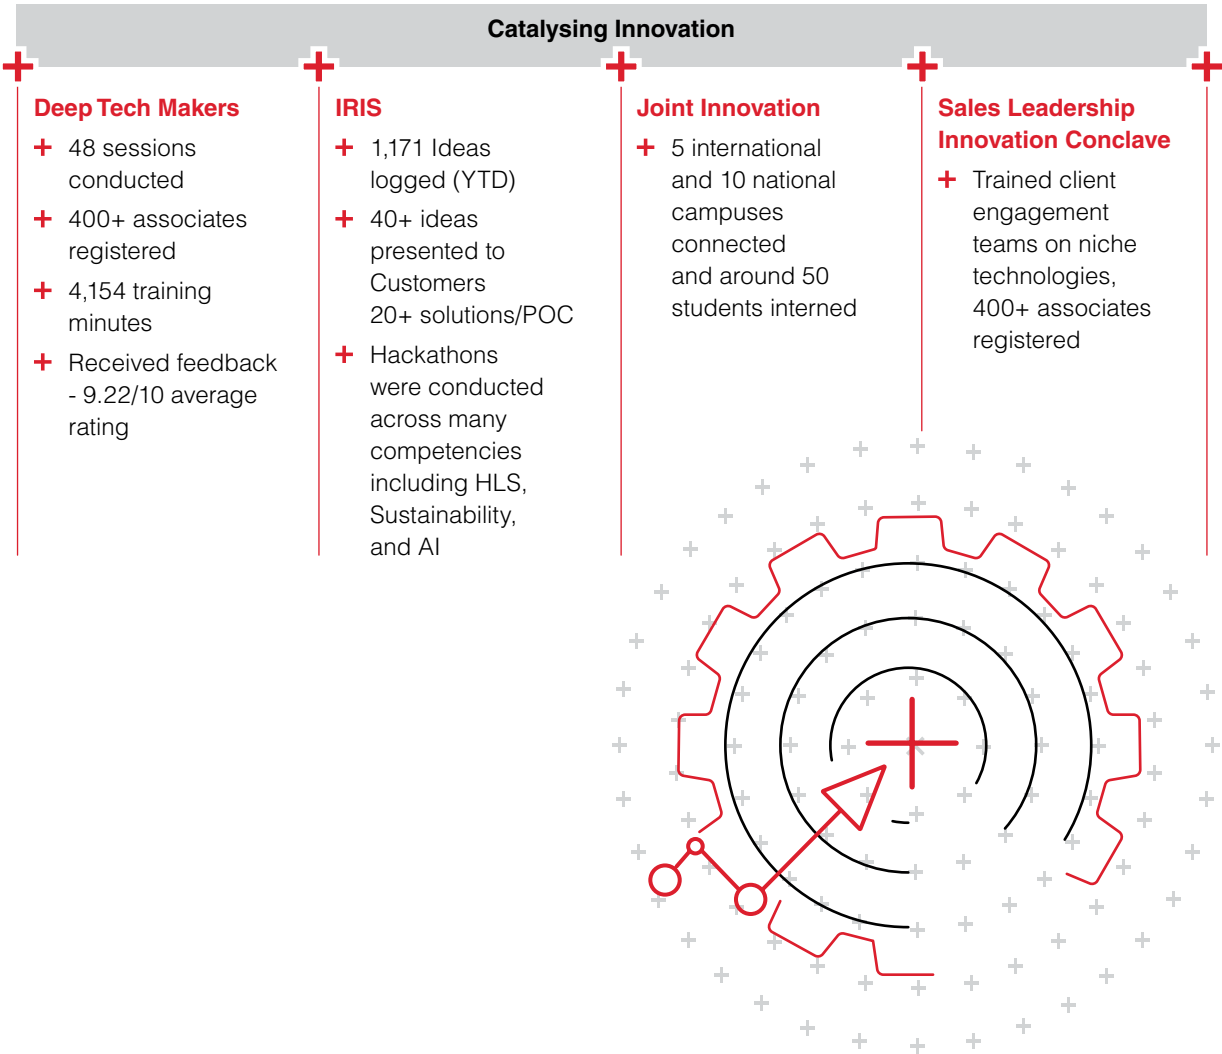 Catalysing Innovation
Deep Tech Makers
48 sessions
conducted
400+ associates
registered
4,154 training
minutes
Received feedback
- 9.22/10 average
rating
IRIS
1,171 Ideas
logged (YTD)
40+ ideas
presented to
Customers
20+ solutions/POC
Hackathons
were conducted
across many
competencies
including HLS,
Sustainability,
and AI
Joint Innovation
5 international
and 10 national
campuses
connected
and around 50
students interned
Sales Leadership
Innovation Conclave
Trained client
engagement
teams on niche
technologies,
400+ associates
registered